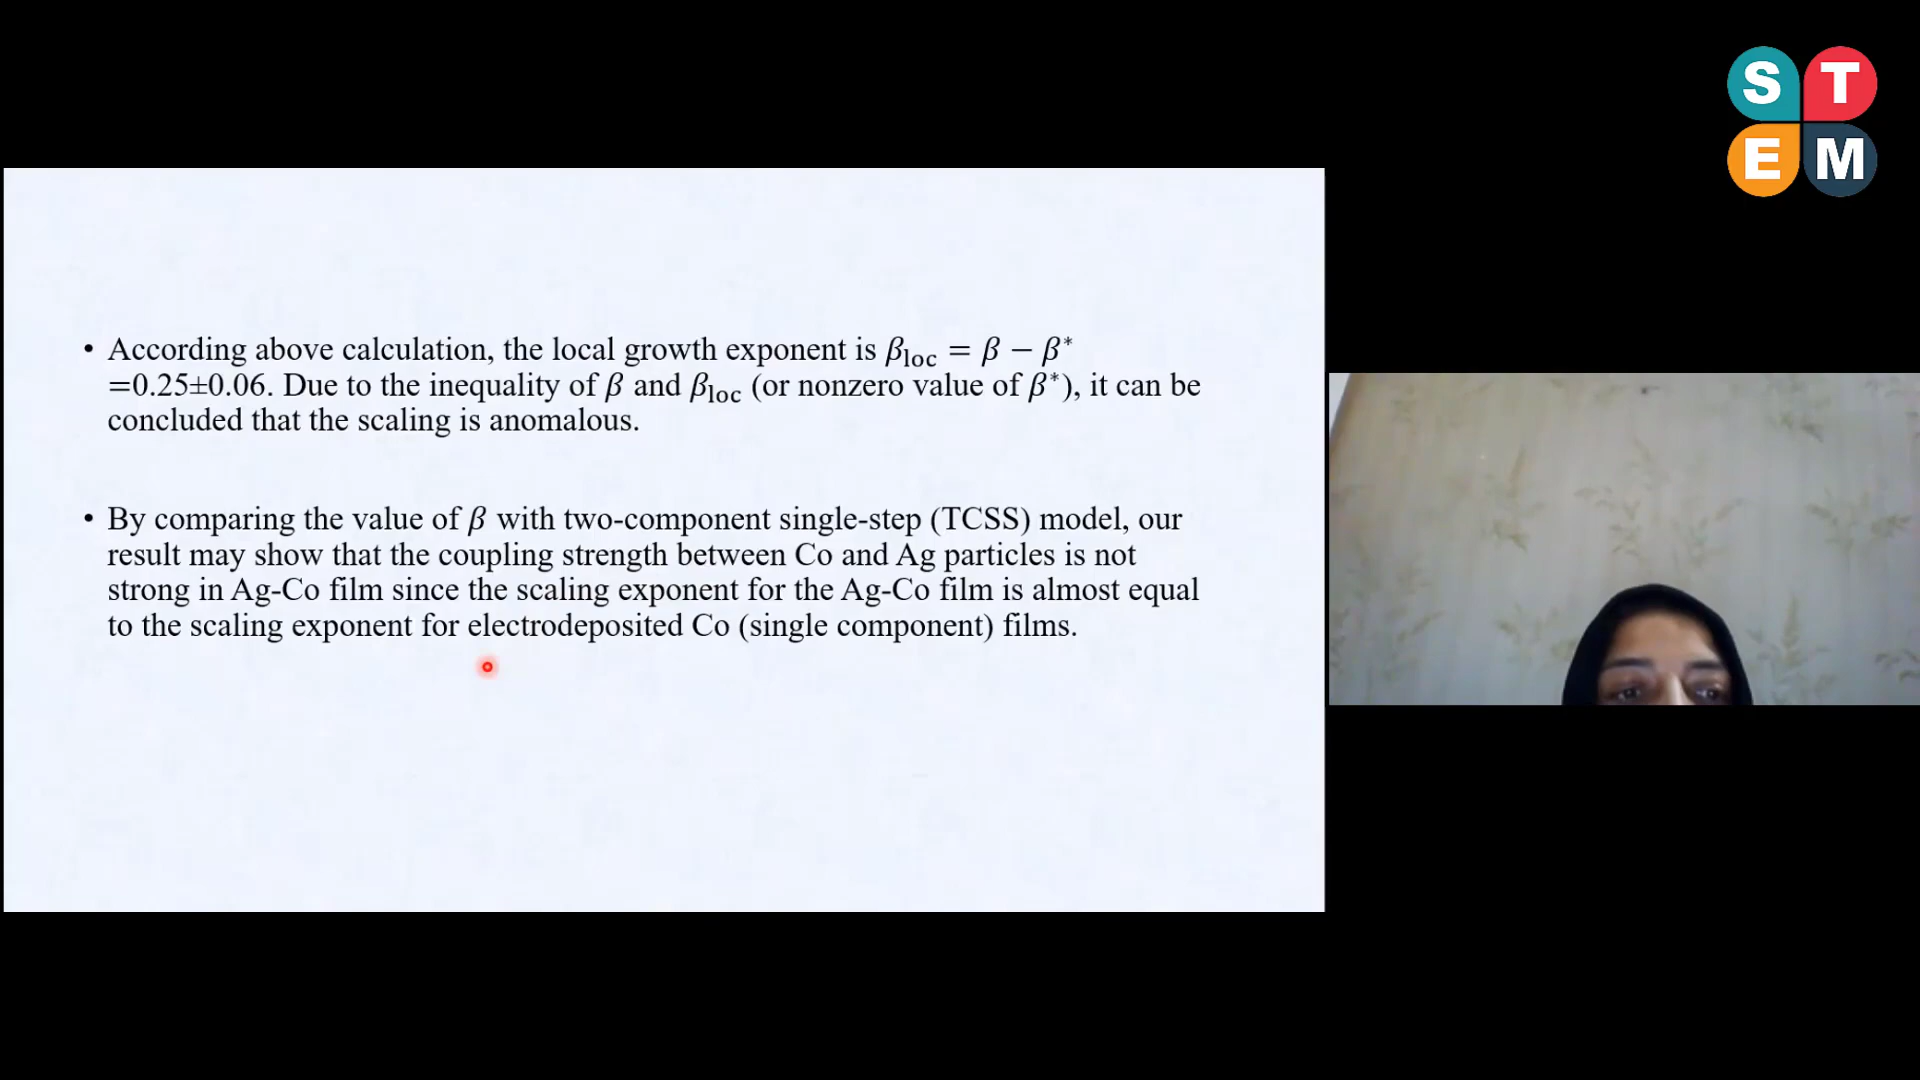 S T
E M
• According above calculation, the local growth exponent is βloc = β − β*
=0.25±0.06. Due to the inequality of β and βloc (or nonzero value of β*), it can be
concluded that the scaling is anomalous.
• By comparing the value of β with two-component single-step (TCSS) model, our
result may show that the coupling strength between Co and Ag particles is not
strong in Ag-Co film since the scaling exponent for the Ag-Co film is almost equal
to the scaling exponent for electrodeposited Co (single component) films.